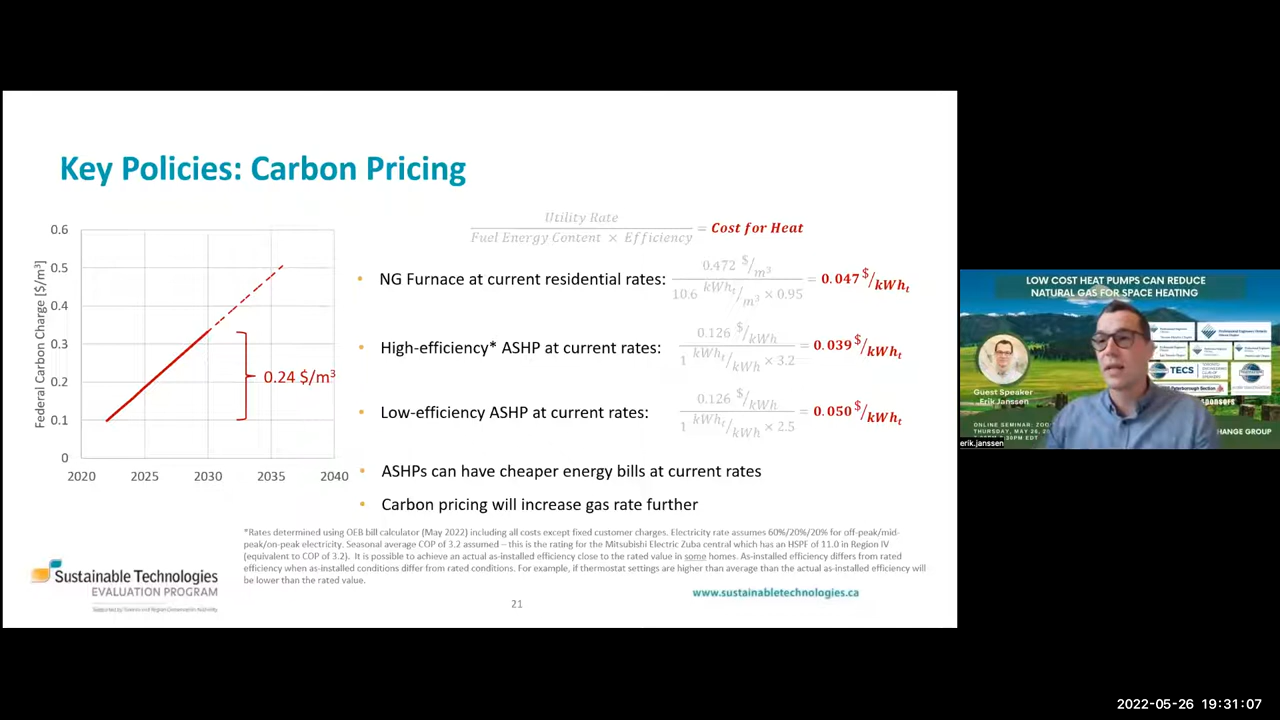 Key Policies: Carbon Pricing
0.6
0.5
0.4
0.3
0.2
0.1
0
Federal Carbon Charge [$/m³]
0.24 $/m³
2020 2025 2030 2035 2040
Utility Rate
Fuel Energy Content × Efficiency
= Cost for Heat
• NG Furnace at current residential rates:
0.472 $/m³
10.6 kWht/m³ × 0.95
= 0.047 $/kWht
• High-efficiency* ASHP at current rates:
0.126 $/kWh
1 kWht/kWh × 3.2
= 0.039 $/kWht
• Low-efficiency ASHP at current rates:
0.126 $/kWh
1 kWht/kWh × 2.5
= 0.050 $/kWht
• ASHPs can have cheaper energy bills at current rates
• Carbon pricing will increase gas rate further
*Rates determined using OEB bill calculator (May 2022) including all costs except fixed customer charges. Electricity rate assumes 60%/20%/20% for off-peak/mid-
peak/on-peak electricity. Seasonal average COP of 3.2 assumed – this is the rating for the Mitsubishi Electric Zuba central which has an HSPF of 11.0 in Region IV
(equivalent to COP of 3.2). It is possible to achieve an actual as-installed efficiency close to the rated value in some homes. As-installed efficiency differs from rated
efficiency when as-installed conditions differ from rated conditions. For example, if thermostat settings are higher than average than the actual as-installed efficiency will
be lower than the rated value.
Sustainable Technologies
EVALUATION PROGRAM
21
www.sustainabletechnologies.ca
LOW COST HEAT PUMPS CAN REDUCE
NATURAL GAS FOR SPACE HEATING
Guest Speaker
Erik Janssen
TECS
Peterborough Section
ONLINE SEMINAR: ZOO
THURSDAY, MAY 26, 20
HANGE GROUP
erik.janssen
2022-05-26 19:31:07